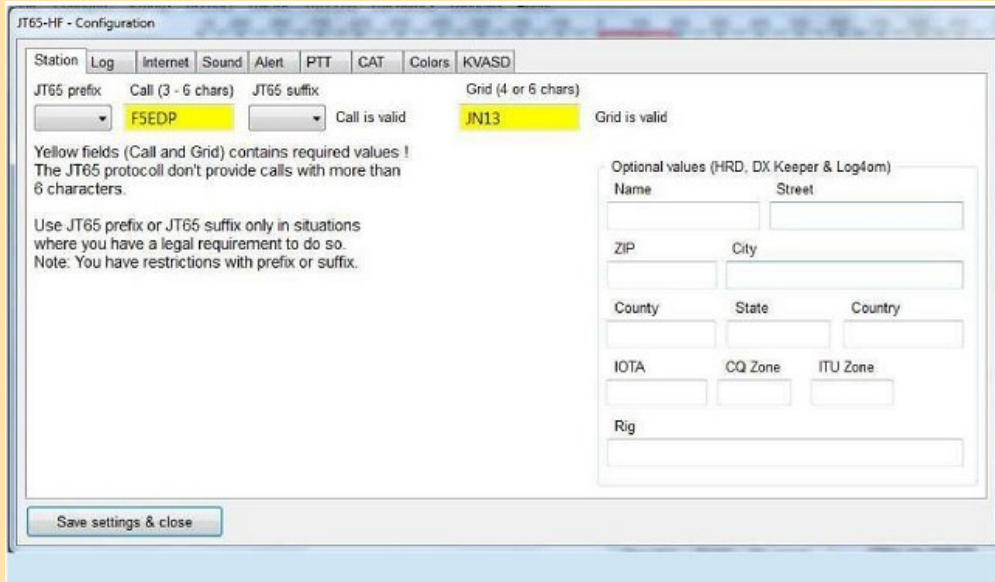 JT65-HF - Configuration
Station Log Internet Sound Alert PTT CAT Colors KVASD
JT65 prefix Call (3 - 6 chars) JT65 suffix Grid (4 or 6 chars)
F5EDP Call is valid JN13 Grid is valid
Yellow fields (Call and Grid) contains required values !
The JT65 protocoll don't provide calls with more than
6 characters.
Use JT65 prefix or JT65 suffix only in situations
where you have a legal requirement to do so.
Note: You have restrictions with prefix or suffix.
Optional values (HRD, DX Keeper & Log4om)
Name Street
ZIP City
County State Country
IOTA CQ Zone ITU Zone
Rig
Save settings & close